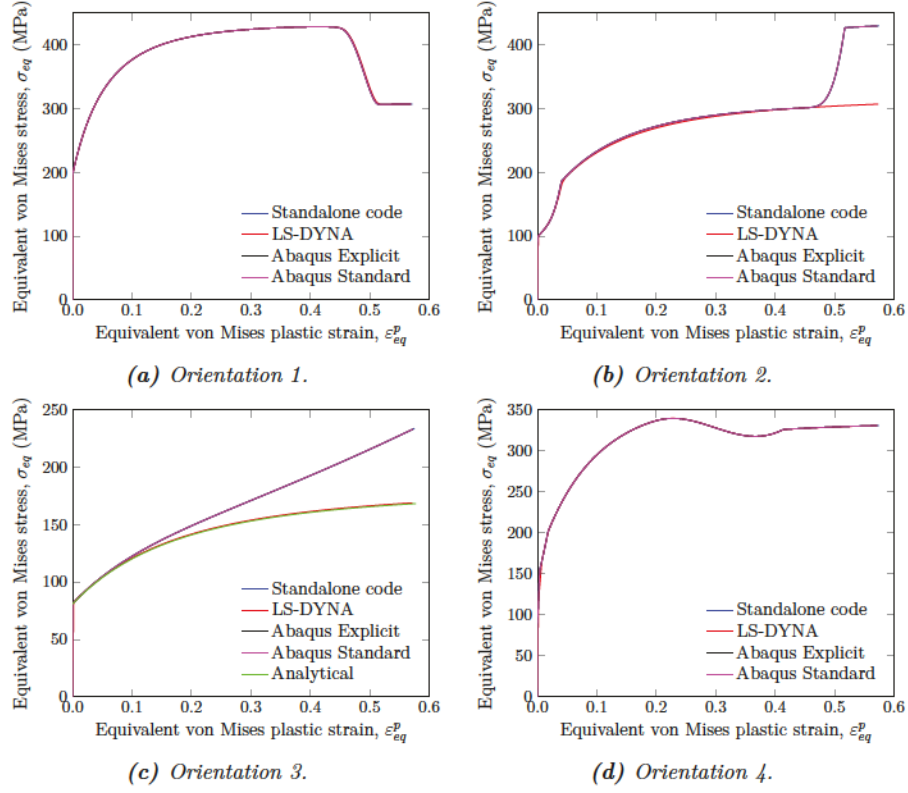 Equivalent von Mises stress, σeq (MPa)
400
300
200
100
0
0.0 0.1 0.2 0.3 0.4 0.5 0.6
Standalone code
LS-DYNA
Abaqus Explicit
Abaqus Standard
Equivalent von Mises plastic strain, ε^p_eq
(a) Orientation 1.
Equivalent von Mises stress, σeq (MPa)
400
300
200
100
0
0.0 0.1 0.2 0.3 0.4 0.5 0.6
Standalone code
LS-DYNA
Abaqus Explicit
Abaqus Standard
Equivalent von Mises plastic strain, ε^p_eq
(b) Orientation 2.
Equivalent von Mises stress, σeq (MPa)
250
200
150
100
50
0
0.0 0.1 0.2 0.3 0.4 0.5 0.6
Standalone code
LS-DYNA
Abaqus Explicit
Abaqus Standard
Analytical
Equivalent von Mises plastic strain, ε^p_eq
(c) Orientation 3.
Equivalent von Mises stress, σeq (MPa)
350
300
250
200
150
100
50
0
0.0 0.1 0.2 0.3 0.4 0.5 0.6
Standalone code
LS-DYNA
Abaqus Explicit
Abaqus Standard
Equivalent von Mises plastic strain, ε^p_eq
(d) Orientation 4.